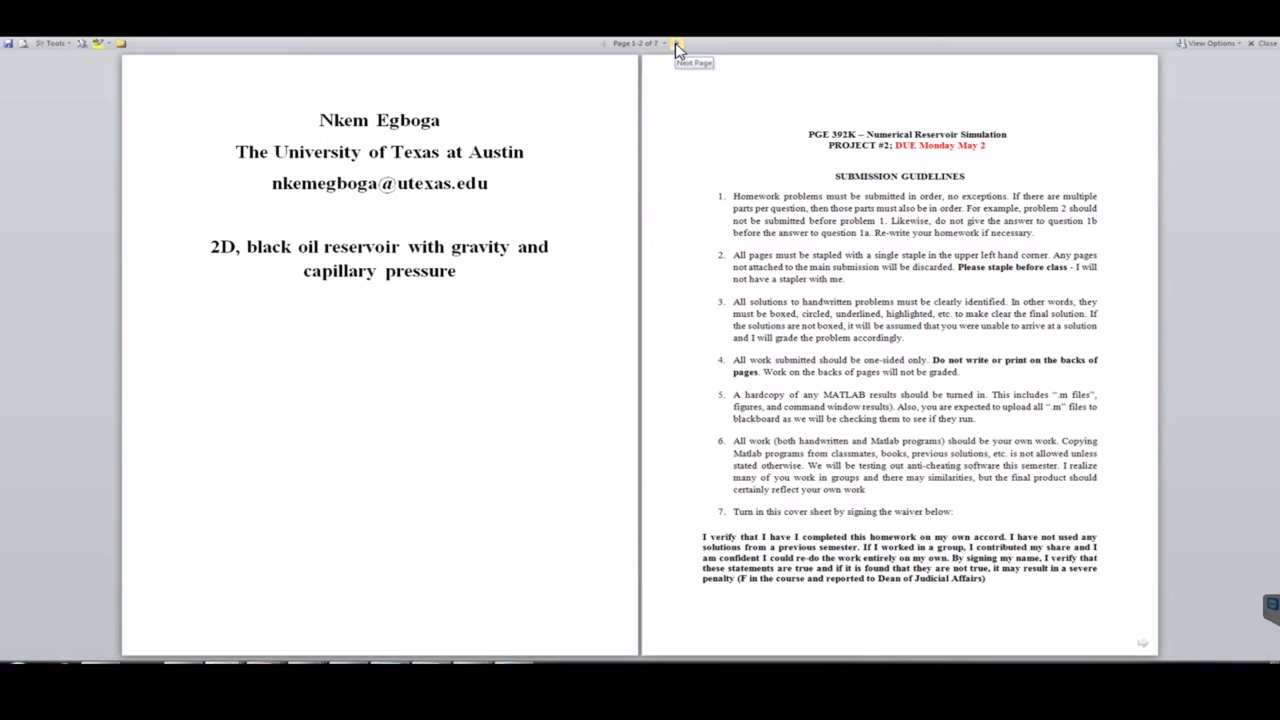 Tools
Page 1-2 of 7
View Options
Close
Next Page
Nkem Egboga
The University of Texas at Austin
nkemegboga@utexas.edu
2D, black oil reservoir with gravity and
capillary pressure
PGE 392K – Numerical Reservoir Simulation
PROJECT #2; DUE Monday May 2
SUBMISSION GUIDELINES
1. Homework problems must be submitted in order, no exceptions. If there are multiple
parts per question, then those parts must also be in order. For example, problem 2 should
not be submitted before problem 1. Likewise, do not give the answer to question 1b
before the answer to question 1a. Re-write your homework if necessary.
2. All pages must be stapled with a single staple in the upper left hand corner. Any pages
not attached to the main submission will be discarded. Please staple before class - I will
not have a stapler with me.
3. All solutions to handwritten problems must be clearly identified. In other words, they
must be boxed, circled, underlined, highlighted, etc. to make clear the final solution. If
the solutions are not boxed, it will be assumed that you were unable to arrive at a solution
and I will grade the problem accordingly.
4. All work submitted should be one-sided only. Do not write or print on the backs of
pages. Work on the backs of pages will not be graded.
5. A hardcopy of any MATLAB results should be turned in. This includes “.m files”,
figures, and command window results). Also, you are expected to upload all “.m” files to
blackboard as we will be checking them to see if they run.
6. All work (both handwritten and Matlab programs) should be your own work. Copying
Matlab programs from classmates, books, previous solutions, etc. is not allowed unless
stated otherwise. We will be testing out anti-cheating software this semester. I realize
many of you work in groups and there may similarities, but the final product should
certainly reflect your own work
7. Turn in this cover sheet by signing the waiver below:
I verify that I have I completed this homework on my own accord. I have not used any
solutions from a previous semester. If I worked in a group, I contributed my share and I
am confident I could re-do the work entirely on my own. By signing my name, I verify that
these statements are true and if it is found that they are not true, it may result in a severe
penalty (F in the course and reported to Dean of Judicial Affairs)